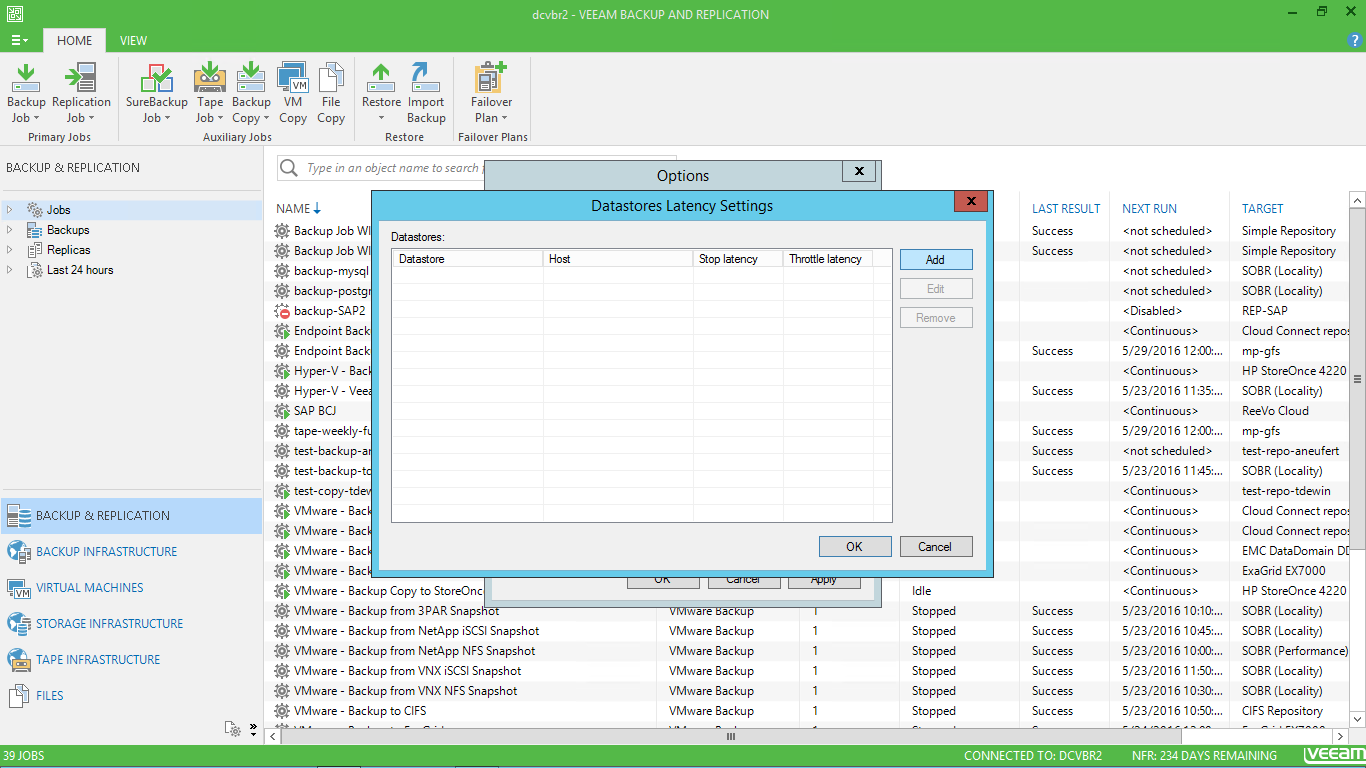 dcvbr2 - VEEAM BACKUP AND REPLICATION
HOME VIEW
?
Backup Job
Replication Job
SureBackup Job
Tape Job
Backup Copy
VM Copy
File Copy
Restore
Import Backup
Failover Plan
Primary Jobs
Auxiliary Jobs
Restore
Failover Plans
BACKUP & REPLICATION
Jobs
Backups
Replicas
Last 24 hours
BACKUP & REPLICATION
BACKUP INFRASTRUCTURE
VIRTUAL MACHINES
STORAGE INFRASTRUCTURE
TAPE INFRASTRUCTURE
FILES
Type in an object name to search
Options
Datastores Latency Settings
Datastores:
Datastore Host Stop latency Throttle latency
Add
Edit
Remove
OK Cancel
OK Cancel Apply
NAME LAST RESULT NEXT RUN TARGET
Backup Job WI Success <not scheduled> Simple Repository
Backup Job WI Success <not scheduled> Simple Repository
backup-mysql <not scheduled> SOBR (Locality)
backup-postgr <not scheduled> SOBR (Locality)
backup-SAP2 <Disabled> REP-SAP
Endpoint Back <Continuous> Cloud Connect repos
Endpoint Back Success 5/29/2016 12:00:... mp-gfs
Hyper-V - Back <Continuous> HP StoreOnce 4220
Hyper-V - Veea Success 5/23/2016 11:35:... SOBR (Locality)
SAP BCJ <Continuous> ReeVo Cloud
tape-weekly-fu Success 5/29/2016 12:00:... mp-gfs
test-backup-an Success <not scheduled> test-repo-aneufert
test-backup-td Success 5/23/2016 11:45:... SOBR (Locality)
test-copy-tdew <Continuous> test-repo-tdewin
VMware - Back <Continuous> Cloud Connect repos
VMware - Back <Continuous> Cloud Connect repos
VMware - Back <Continuous> EMC DataDomain DD
VMware - Back <Continuous> ExaGrid EX7000
VMware - Backup Copy to StoreOnc Idle <Continuous> HP StoreOnce 4220
VMware - Backup from 3PAR Snapshot VMware Backup 1 Stopped Success 5/23/2016 10:10:... SOBR (Locality)
VMware - Backup from NetApp iSCSI Snapshot VMware Backup 1 Stopped Success 5/23/2016 10:45:... SOBR (Locality)
VMware - Backup from NetApp NFS Snapshot VMware Backup 1 Stopped Success 5/23/2016 10:00:... SOBR (Performance)
VMware - Backup from VNX iSCSI Snapshot VMware Backup 1 Stopped Success 5/23/2016 11:50:... SOBR (Locality)
VMware - Backup from VNX NFS Snapshot VMware Backup 1 Stopped Success 5/23/2016 10:30:... SOBR (Locality)
VMware - Backup to CIFS VMware Backup 1 Stopped Success 5/23/2016 10:50:... CIFS Repository
39 JOBS CONNECTED TO: DCVBR2 NFR: 234 DAYS REMAINING veeam